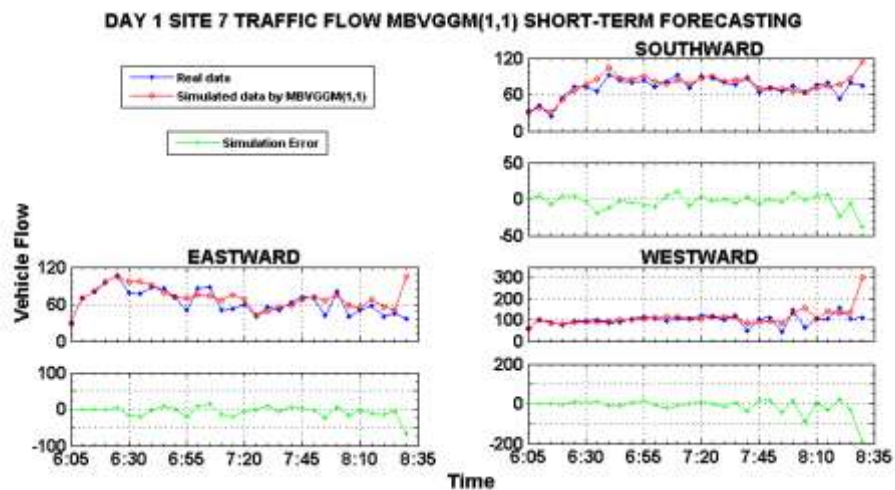 DAY 1 SITE 7 TRAFFIC FLOW MBVGGM(1,1) SHORT-TERM FORECASTING
Real data
Simulated data by MBVGGM(1,1)
Simulation Error
SOUTHWARD
120
60
0
50
0
-50
Vehicle Flow
EASTWARD
120
60
0
100
0
-100
6:05 6:30 6:55 7:20 7:45 8:10 8:35
WESTWARD
300
200
100
0
200
0
-200
6:05 6:30 6:55 7:20 7:45 8:10 8:35
Time